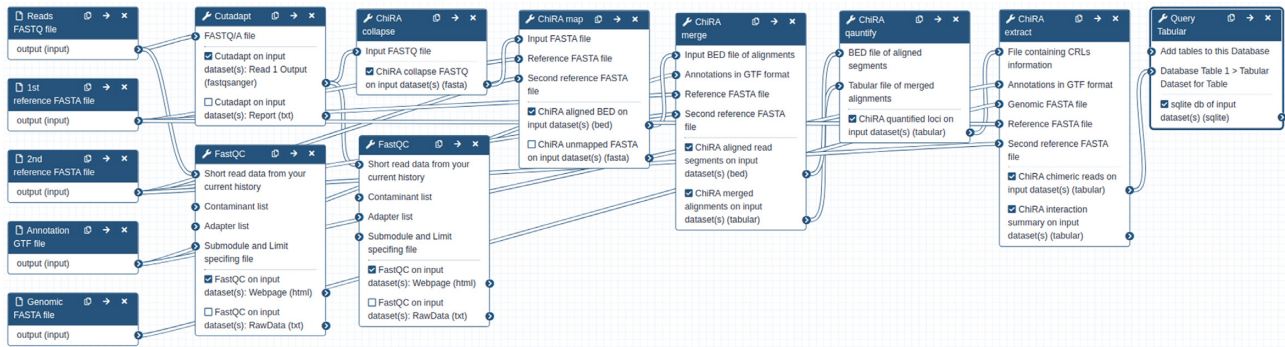 Reads
FASTQ file
output (input)
1st
reference FASTA file
output (input)
2nd
reference FASTA file
output (input)
Annotation
GTF file
output (input)
Genomic
FASTA file
output (input)
Cutadapt
FASTQ/A file
Cutadapt on input
dataset(s): Read 1 Output
(fastqsanger)
Cutadapt on input
dataset(s): Report (txt)
FastQC
Short read data from your
current history
Contaminant list
Adapter list
Submodule and Limit
specifing file
FastQC on input
dataset(s): Webpage (html)
FastQC on input
dataset(s): RawData (txt)
ChiRA
collapse
Input FASTQ file
ChiRA collapse FASTQ
on input dataset(s) (fasta)
FastQC
Short read data from your
current history
Contaminant list
Adapter list
Submodule and Limit
specifing file
FastQC on input
dataset(s): Webpage (html)
FastQC on input
dataset(s): RawData (txt)
ChiRA map
Input FASTA file
Reference FASTA file
Second reference FASTA
file
ChiRA aligned BED on
input dataset(s) (bed)
ChiRA unmapped FASTA
on input dataset(s) (fasta)
ChiRA
merge
Input BED file of alignments
Annotations in GTF format
Reference FASTA file
Second reference FASTA
file
ChiRA aligned read
segments on input
dataset(s) (bed)
ChiRA merged
alignments on input
dataset(s) (tabular)
ChiRA
qauntify
BED file of aligned
segments
Tabular file of merged
alignments
ChiRA quantified loci on
input dataset(s) (tabular)
ChiRA
extract
File containing CRLs
information
Annotations in GTF format
Genomic FASTA file
Reference FASTA file
Second reference FASTA
file
ChiRA chimeric reads on
input dataset(s) (tabular)
ChiRA interaction
summary on input
dataset(s) (tabular)
Query
Tabular
Add tables to this Database
Database Table 1 > Tabular
Dataset for Table
sqlite db of input
dataset(s) (sqlite)